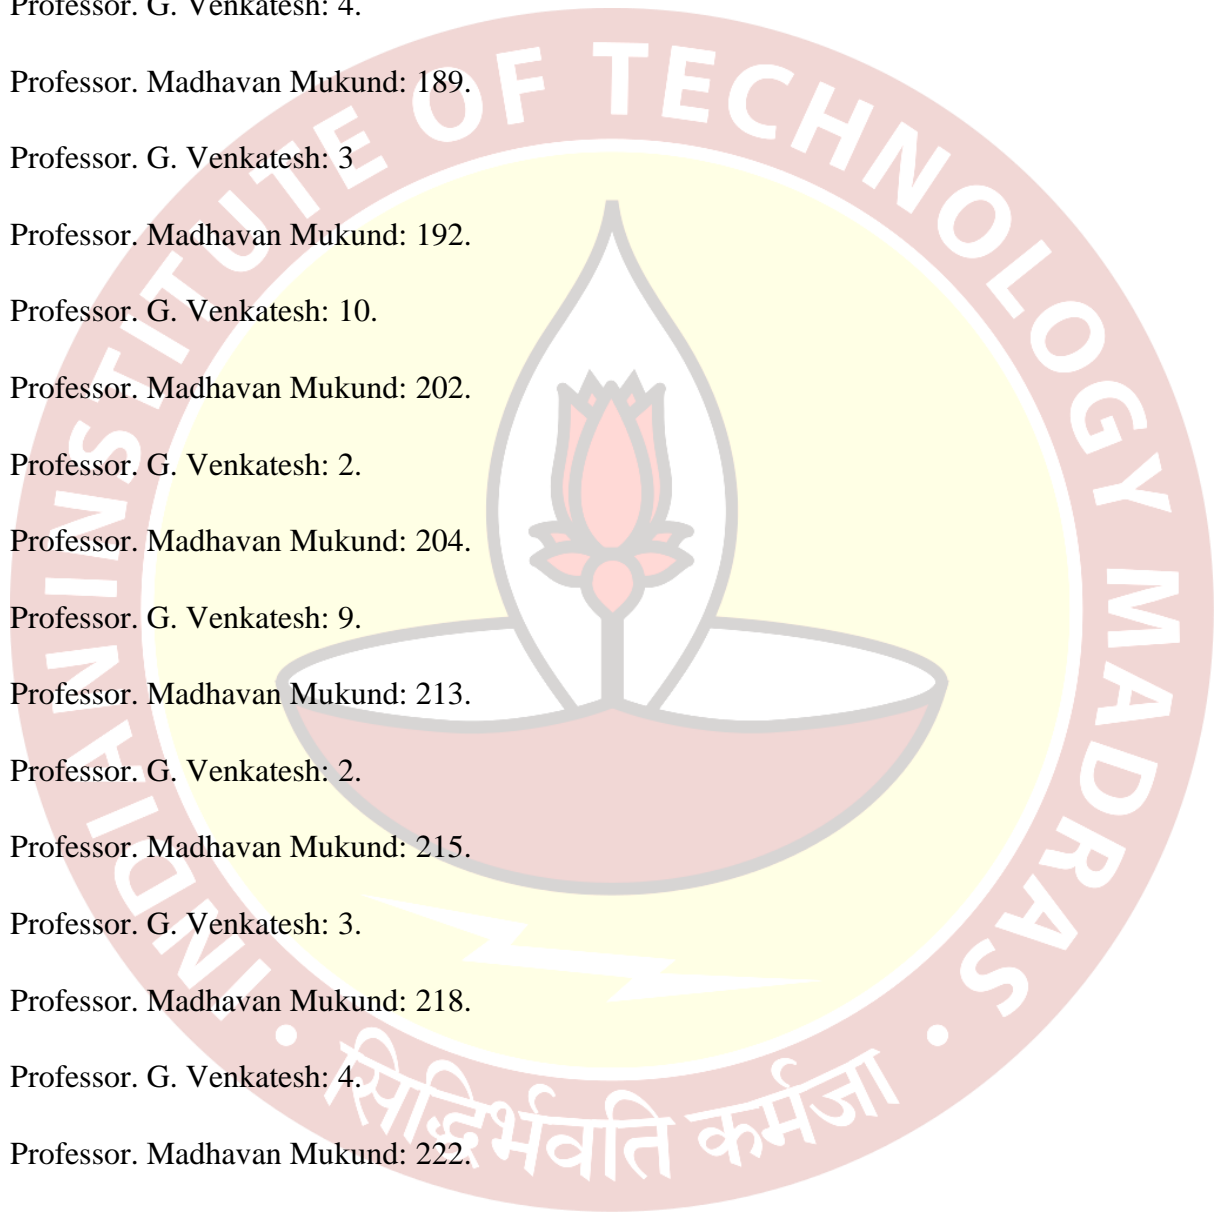 Professor. G. Venkatesh: 4.
Professor. Madhavan Mukund: 189.
Professor. G. Venkatesh: 3
Professor. Madhavan Mukund: 192.
Professor. G. Venkatesh: 10.
Professor. Madhavan Mukund: 202.
Professor. G. Venkatesh: 2.
Professor. Madhavan Mukund: 204.
Professor. G. Venkatesh: 9.
Professor. Madhavan Mukund: 213.
Professor. G. Venkatesh: 2.
Professor. Madhavan Mukund: 215.
Professor. G. Venkatesh: 3.
Professor. Madhavan Mukund: 218.
Professor. G. Venkatesh: 4.
Professor. Madhavan Mukund: 222.
INDIAN INSTITUTE OF TECHNOLOGY MADRAS
सिद्धिर्भवति कर्मजा